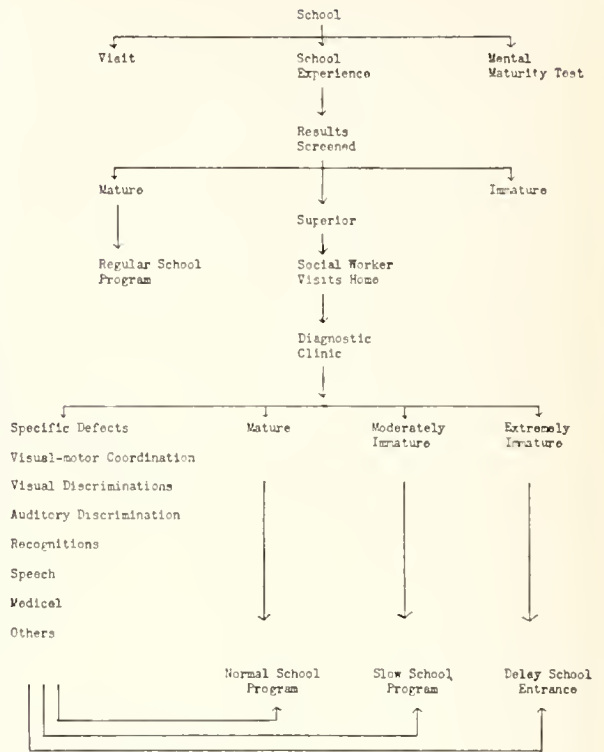 School
Visit
School
Experience
Mental
Maturity Test
Results
Screened
Mature
Superior
Immature
Regular School
Program
Social Worker
Visits Home
Diagnostic
Clinic
Specific Defects
Mature
Moderately
Immature
Extremely
Immature
Visual-motor Coordination
Visual Discriminations
Auditory Discrimination
Recognitions
Speech
Medical
Others
Normal School
Program
Slow School
Program
Delay School
Entrance